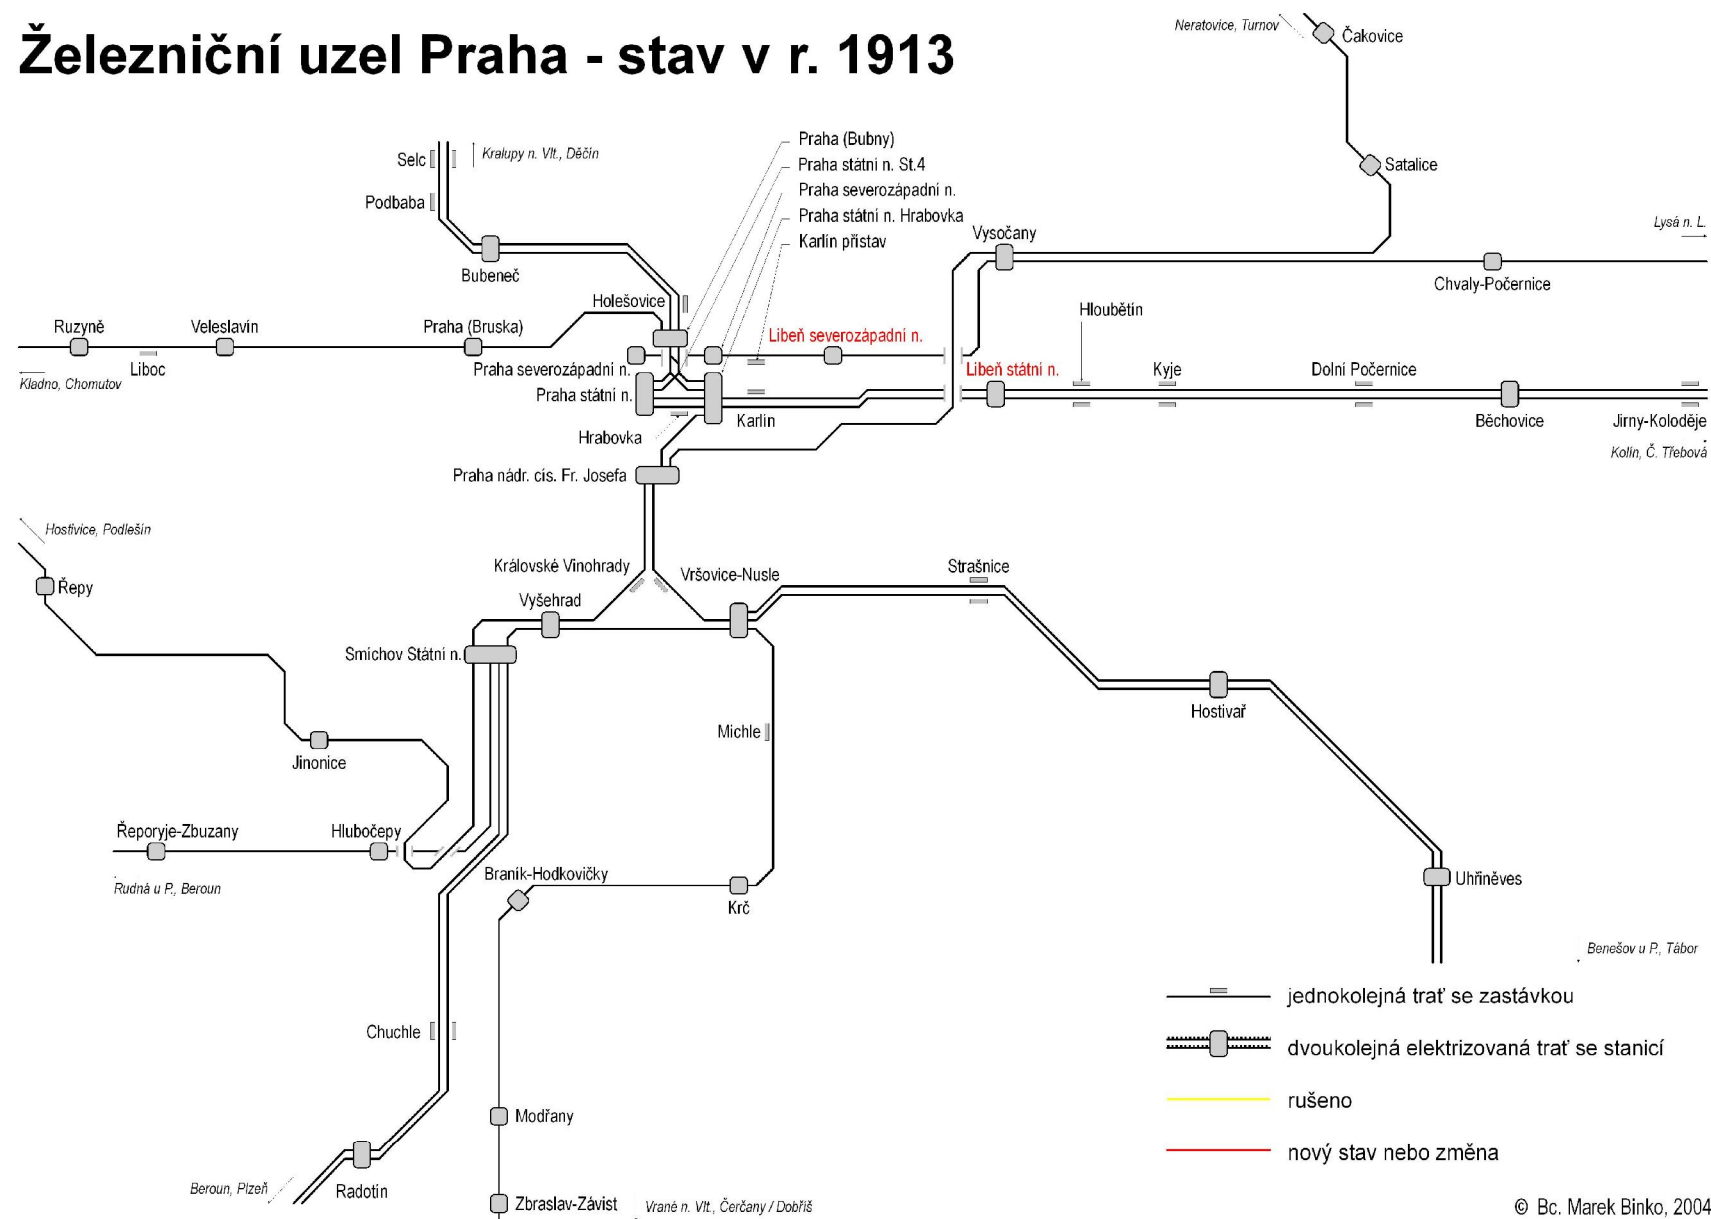 Železniční uzel Praha - stav v r. 1913
Neratovice, Turnov
Čakovice
Selc
Kralupy n. Vlt., Děčín
Podbaba
Bubeneč
Praha (Bubny)
Praha státní n. St.4
Praha severozápadní n.
Praha státní n. Hrabovka
Karlín přístav
Satalice
Lysá n. L.
Vysočany
Chvaly-Počernice
Holešovice
Hloubětín
Ruzyně
Veleslavín
Praha (Bruska)
Libeň severozápadní n.
Liboc
Kladno, Chomutov
Praha severozápadní n.
Praha státní n.
Libeň státní n.
Kyje
Dolní Počernice
Karlín
Hrabovka
Běchovice
Jirny-Koloděje
Kolín, Č. Třebová
Praha nádr. cís. Fr. Josefa
Hostivice, Podlešín
Řepy
Královské Vinohrady
Vršovice-Nusle
Strašnice
Vyšehrad
Smíchov Státní n.
Hostivař
Michle
Jinonice
Řeporyje-Zbuzany
Hlubočepy
Rudná u P., Beroun
Braník-Hodkovičky
Krč
Uhříněves
Benešov u P., Tábor
Chuchle
Modřany
Radotín
Beroun, Plzeň
Zbraslav-Závist
Vrané n. Vlt., Čerčany / Dobříš
jednokolejná trať se zastávkou
dvoukolejná elektrizovaná trať se stanicí
rušeno
nový stav nebo změna
© Bc. Marek Binko, 2004